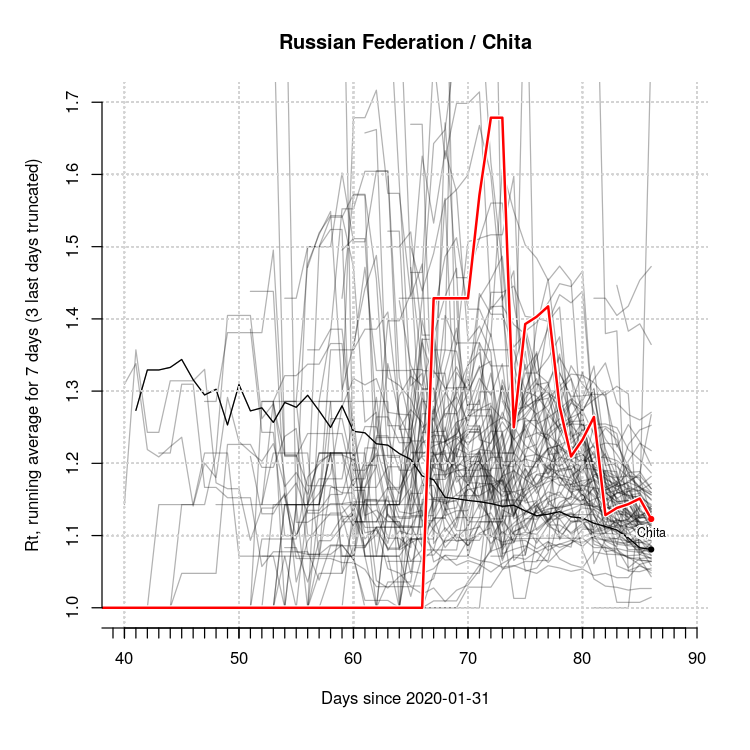 Russian Federation / Chita
Rt, running average for 7 days (3 last days truncated)
1.7
1.6
1.5
1.4
1.3
1.2
1.1
1.0
Chita
40 50 60 70 80 90
Days since 2020-01-31